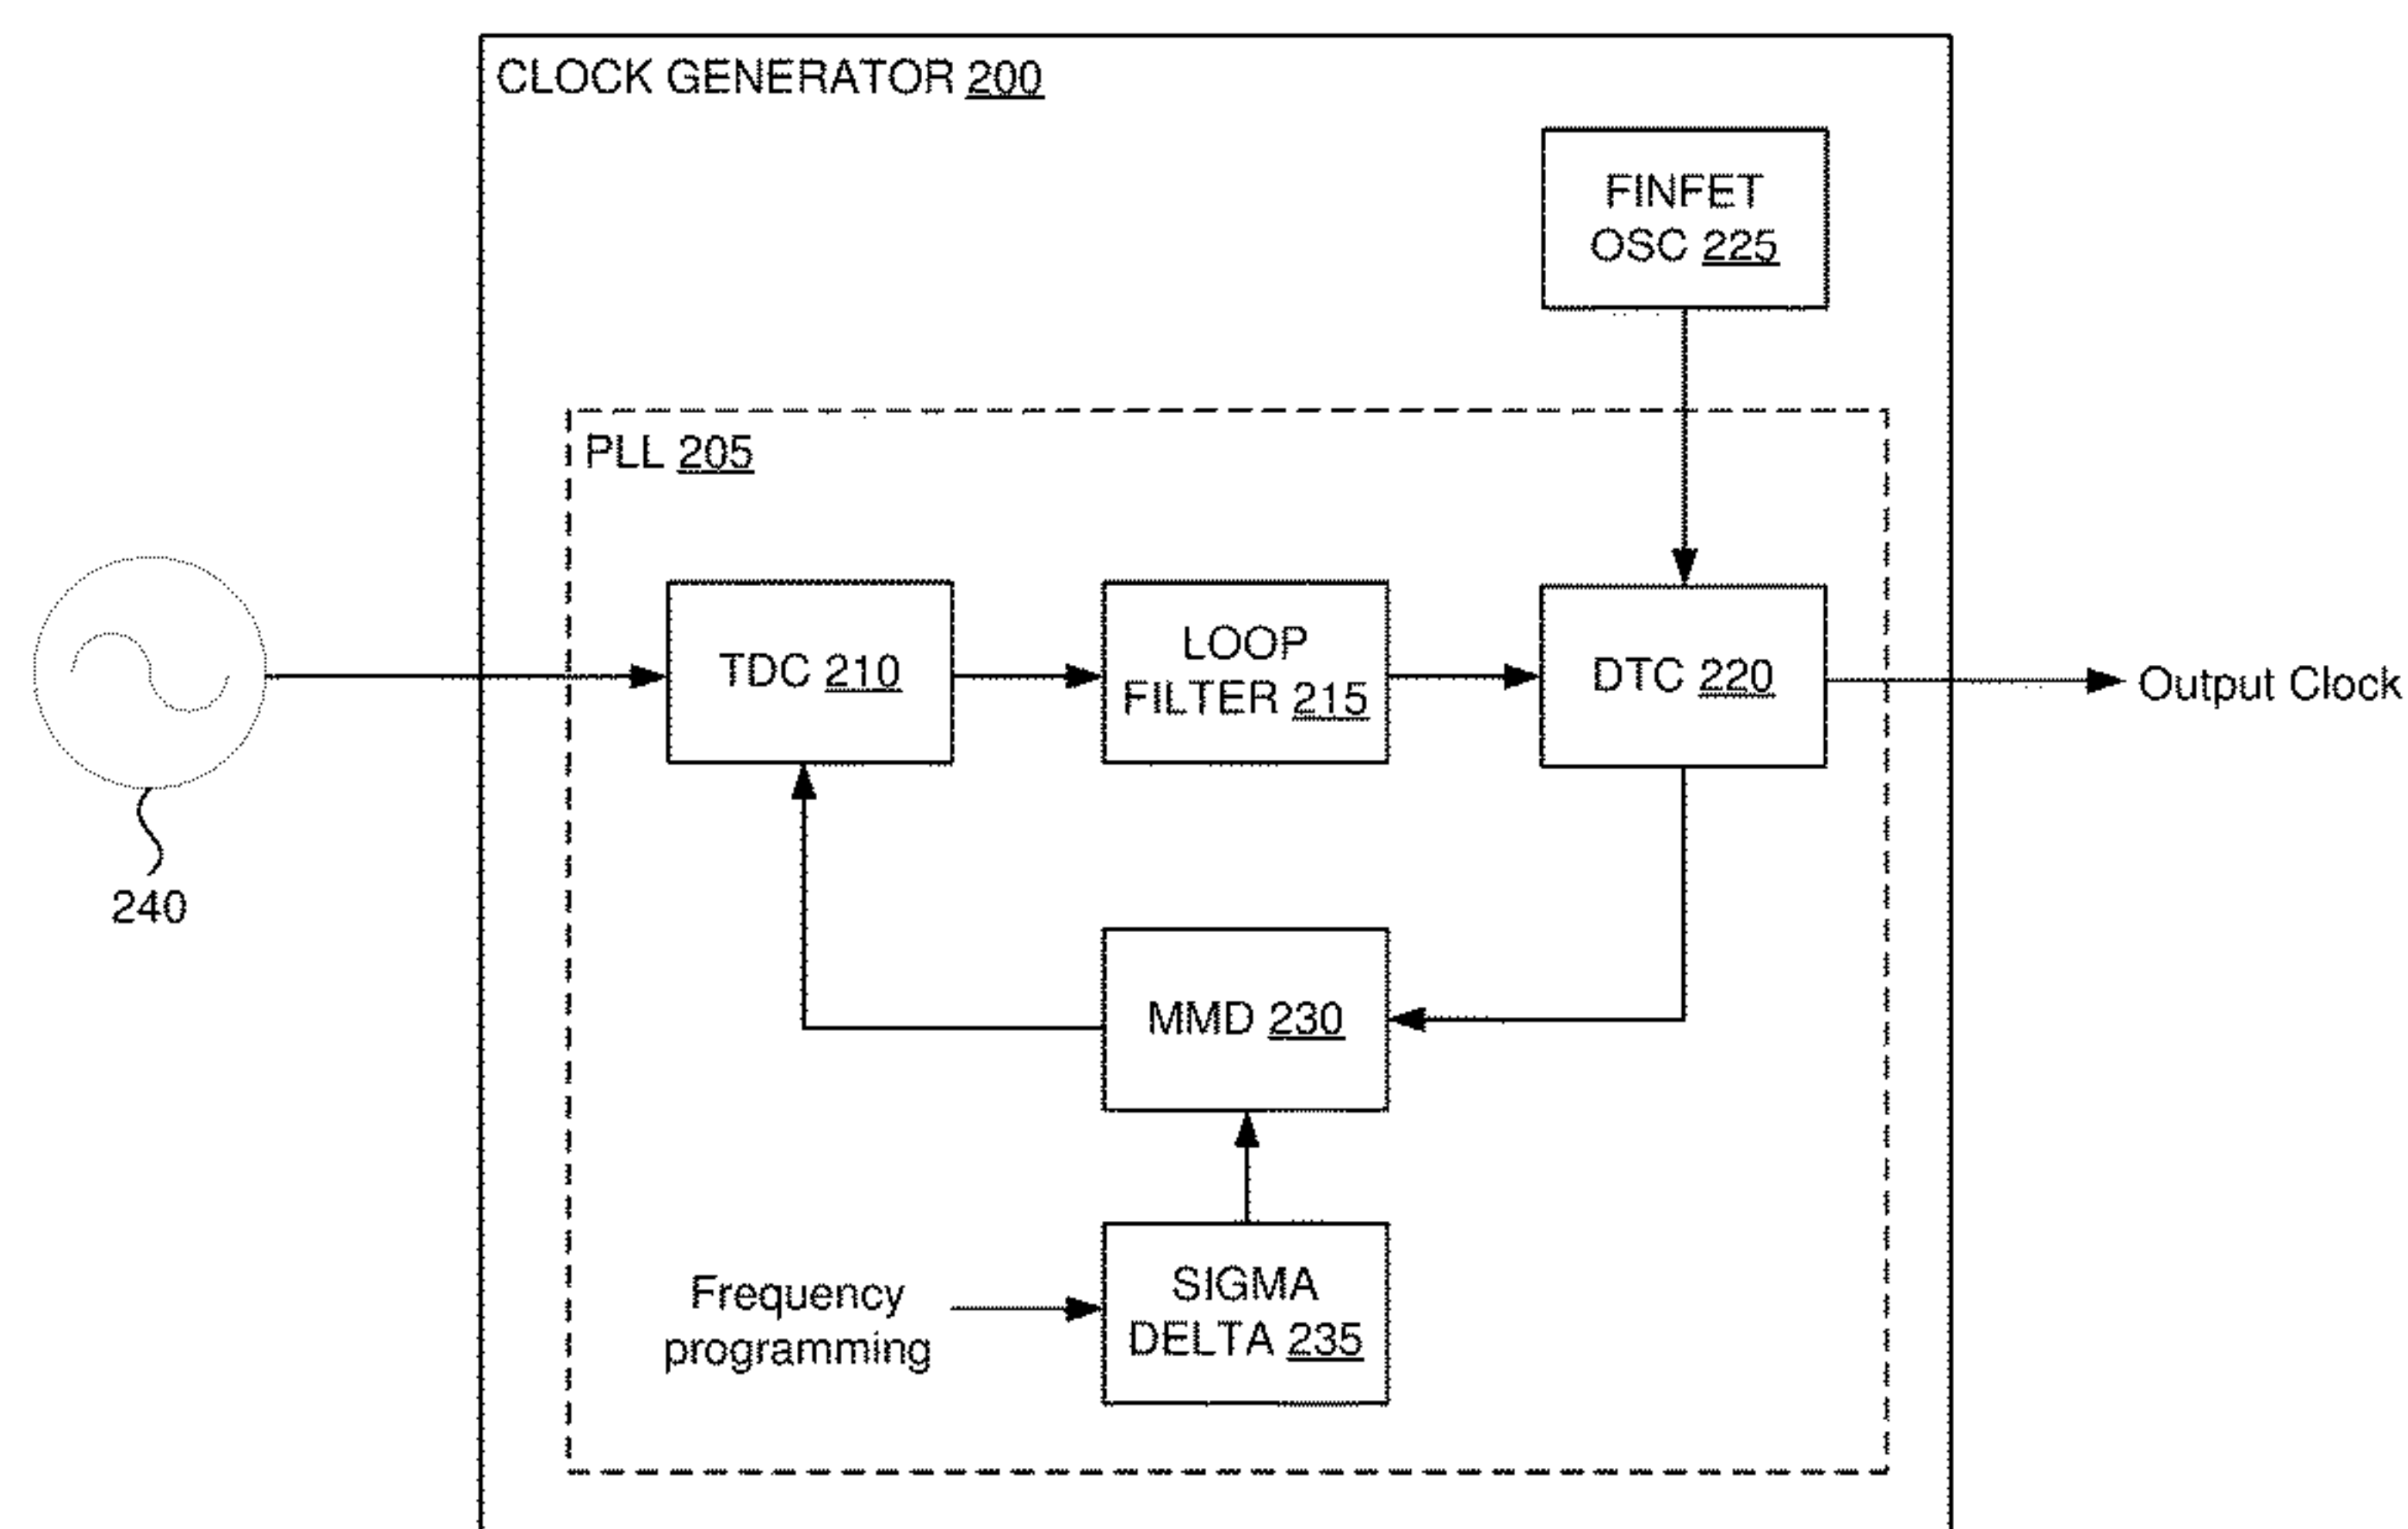 CLOCK GENERATOR 200
FINFET
OSC 225
PLL 205
TDC 210
LOOP
FILTER 215
DTC 220
Output Clock
240
MMD 230
Frequency
programming
SIGMA
DELTA 235